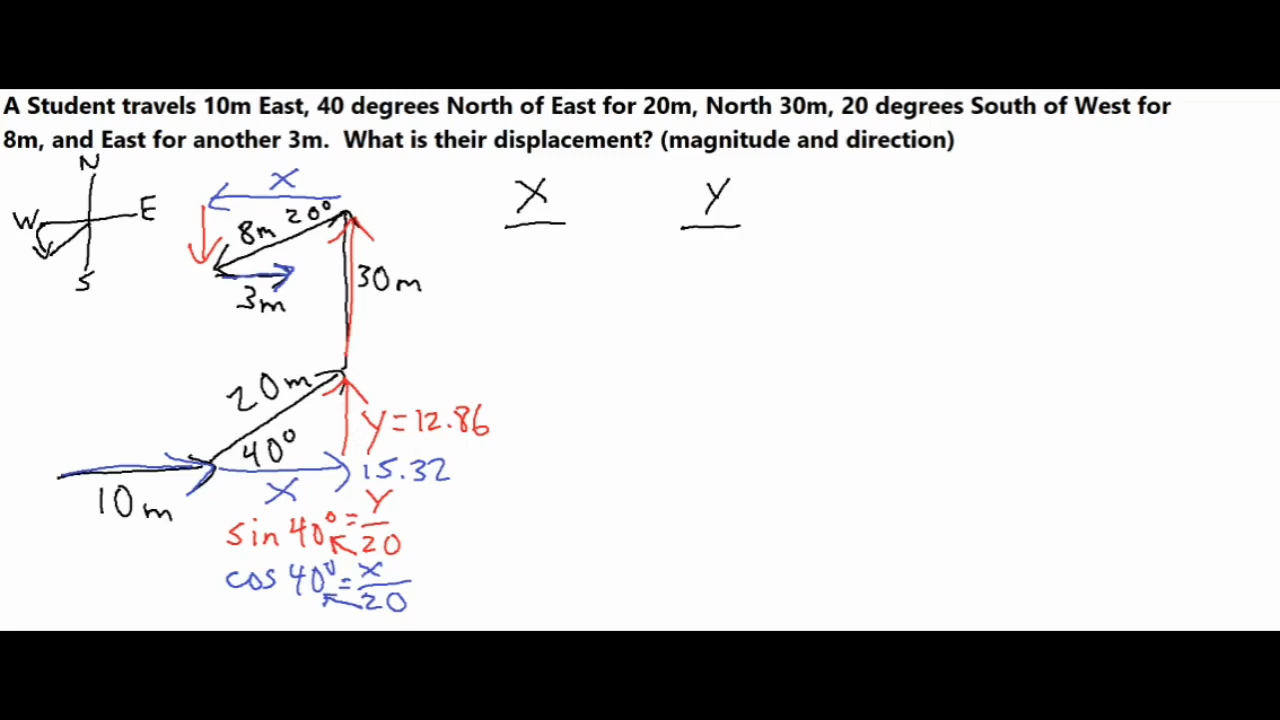 A Student travels 10m East, 40 degrees North of East for 20m, North 30m, 20 degrees South of West for
8m, and East for another 3m. What is their displacement? (magnitude and direction)
N
W E
S
X
8m 20°
3m
30m
X Y
20m
40°
Y = 12.86
10m
X
15.32
sin 40° = Y/20
cos 40° = X/20